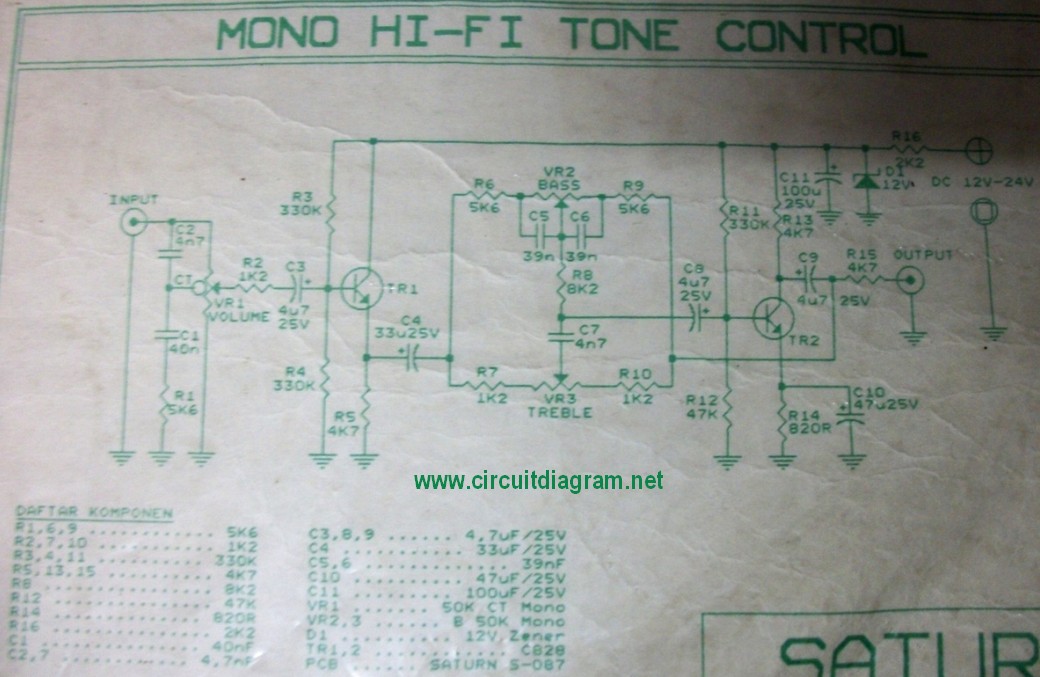 MONO HI-FI TONE CONTROL
INPUT
C2
4n7
CT
VR1
VOLUME
C1
40n
R1
5K6
R2
1K2
C3
4u7
25V
R3
330K
R4
330K
TR1
R5
4K7
C4
33u25V
R6
5K6
VR2
BASS
R9
5K6
C5
39n
C6
39n
R8
8K2
C7
4n7
R7
1K2
VR3
TREBLE
R10
1K2
C8
4u7
25V
R11
330K
R12
47K
R13
4K7
TR2
R14
820R
C10
47u25V
C9
4u7
25V
R15
4K7
OUTPUT
C11
100u
25V
D1
12V
R16
2K2
DC 12V-24V
www.circuitdiagram.net
DAFTAR KOMPONEN
R1,6,9 ............ 5K6
R2,7,10 ............ 1K2
R3,4,11 ............ 330K
R5,13,15 ............ 4K7
R8 ............ 8K2
R12 ............ 47K
R14 ............ 820R
R16 ............ 2K2
C1 ............ 40nF
C2,7 ............ 4,7nF
C3,8,9 ...... 4,7uF/25V
C4 ............ 33uF/25V
C5,6 ............ 39nF
C10 ............ 47uF/25V
C11 ............ 100uF/25V
VR1 ....... 50K CT Mono
VR2,3 ....... B 50K Mono
D1 ............ 12V Zener
TR1,2 ............ C828
PCB ...... SATURN S-087
SATUR